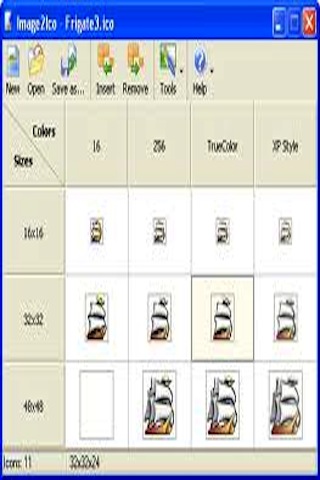 Image2Ico - Frigate3.ico
New Open Save as... Insert Remove Tools Help
Colors
Sizes
16 256 TrueColor XP Style
16x16
32x32
48x48
Icons: 11 32x32x24